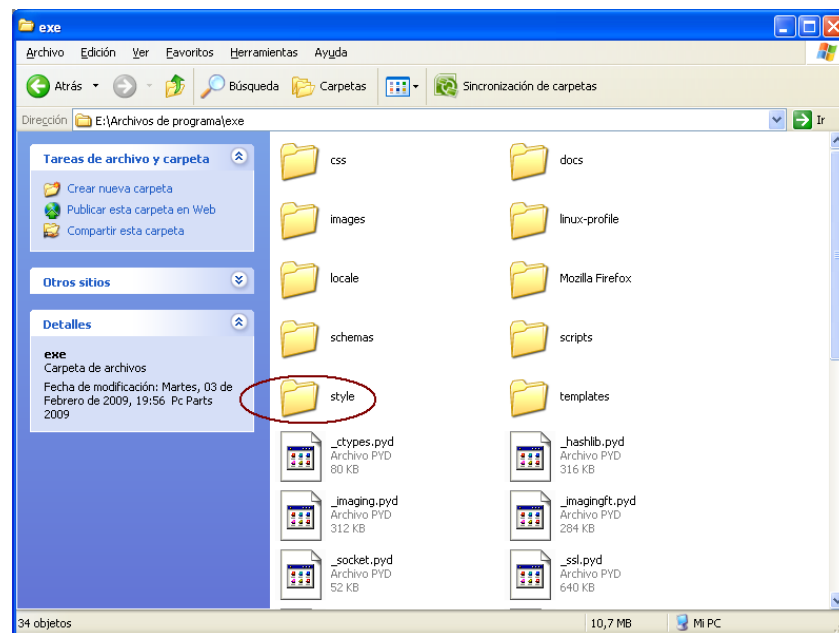 exe
Archivo Edición Ver Favoritos Herramientas Ayuda
Atrás Búsqueda Carpetas Sincronización de carpetas
Dirección E:\Archivos de programa\exe Ir
Tareas de archivo y carpeta
Crear nueva carpeta
Publicar esta carpeta en Web
Compartir esta carpeta
Otros sitios
Detalles
exe
Carpeta de archivos
Fecha de modificación: Martes, 03 de
Febrero de 2009, 19:56 Pc Parts
2009
css docs
images linux-profile
locale Mozilla Firefox
schemas scripts
style templates
_ctypes.pyd _hashlib.pyd
Archivo PYD Archivo PYD
80 KB 316 KB
_imaging.pyd _imagingft.pyd
Archivo PYD Archivo PYD
312 KB 284 KB
_socket.pyd _ssl.pyd
Archivo PYD Archivo PYD
52 KB 640 KB
34 objetos 10,7 MB Mi PC